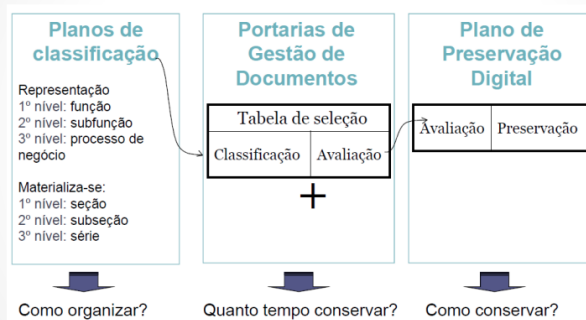 Planos de
classificação
Representação
1º nível: função
2º nível: subfunção
3º nível: processo de
negócio
Materializa-se:
1º nível: seção
2º nível: subseção
3º nível: série
Como organizar?
Portarias de
Gestão de
Documentos
Tabela de seleção
Classificação
Avaliação
+
Quanto tempo conservar?
Plano de
Preservação
Digital
Avaliação
Preservação
Como conservar?